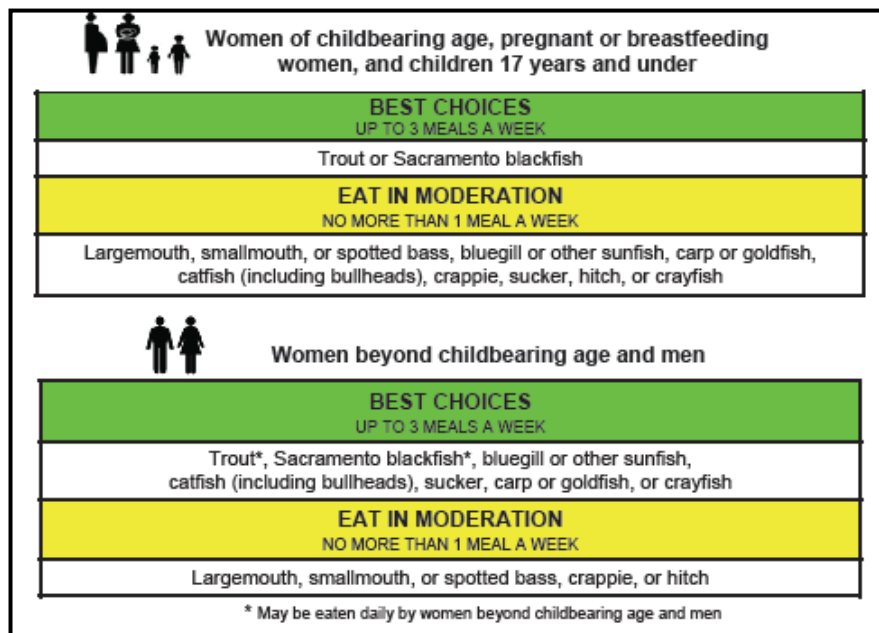 Women of childbearing age, pregnant or breastfeeding
women, and children 17 years and under
BEST CHOICES
UP TO 3 MEALS A WEEK
Trout or Sacramento blackfish
EAT IN MODERATION
NO MORE THAN 1 MEAL A WEEK
Largemouth, smallmouth, or spotted bass, bluegill or other sunfish, carp or goldfish,
catfish (including bullheads), crappie, sucker, hitch, or crayfish
Women beyond childbearing age and men
BEST CHOICES
UP TO 3 MEALS A WEEK
Trout*, Sacramento blackfish*, bluegill or other sunfish,
catfish (including bullheads), sucker, carp or goldfish, or crayfish
EAT IN MODERATION
NO MORE THAN 1 MEAL A WEEK
Largemouth, smallmouth, or spotted bass, crappie, or hitch
* May be eaten daily by women beyond childbearing age and men